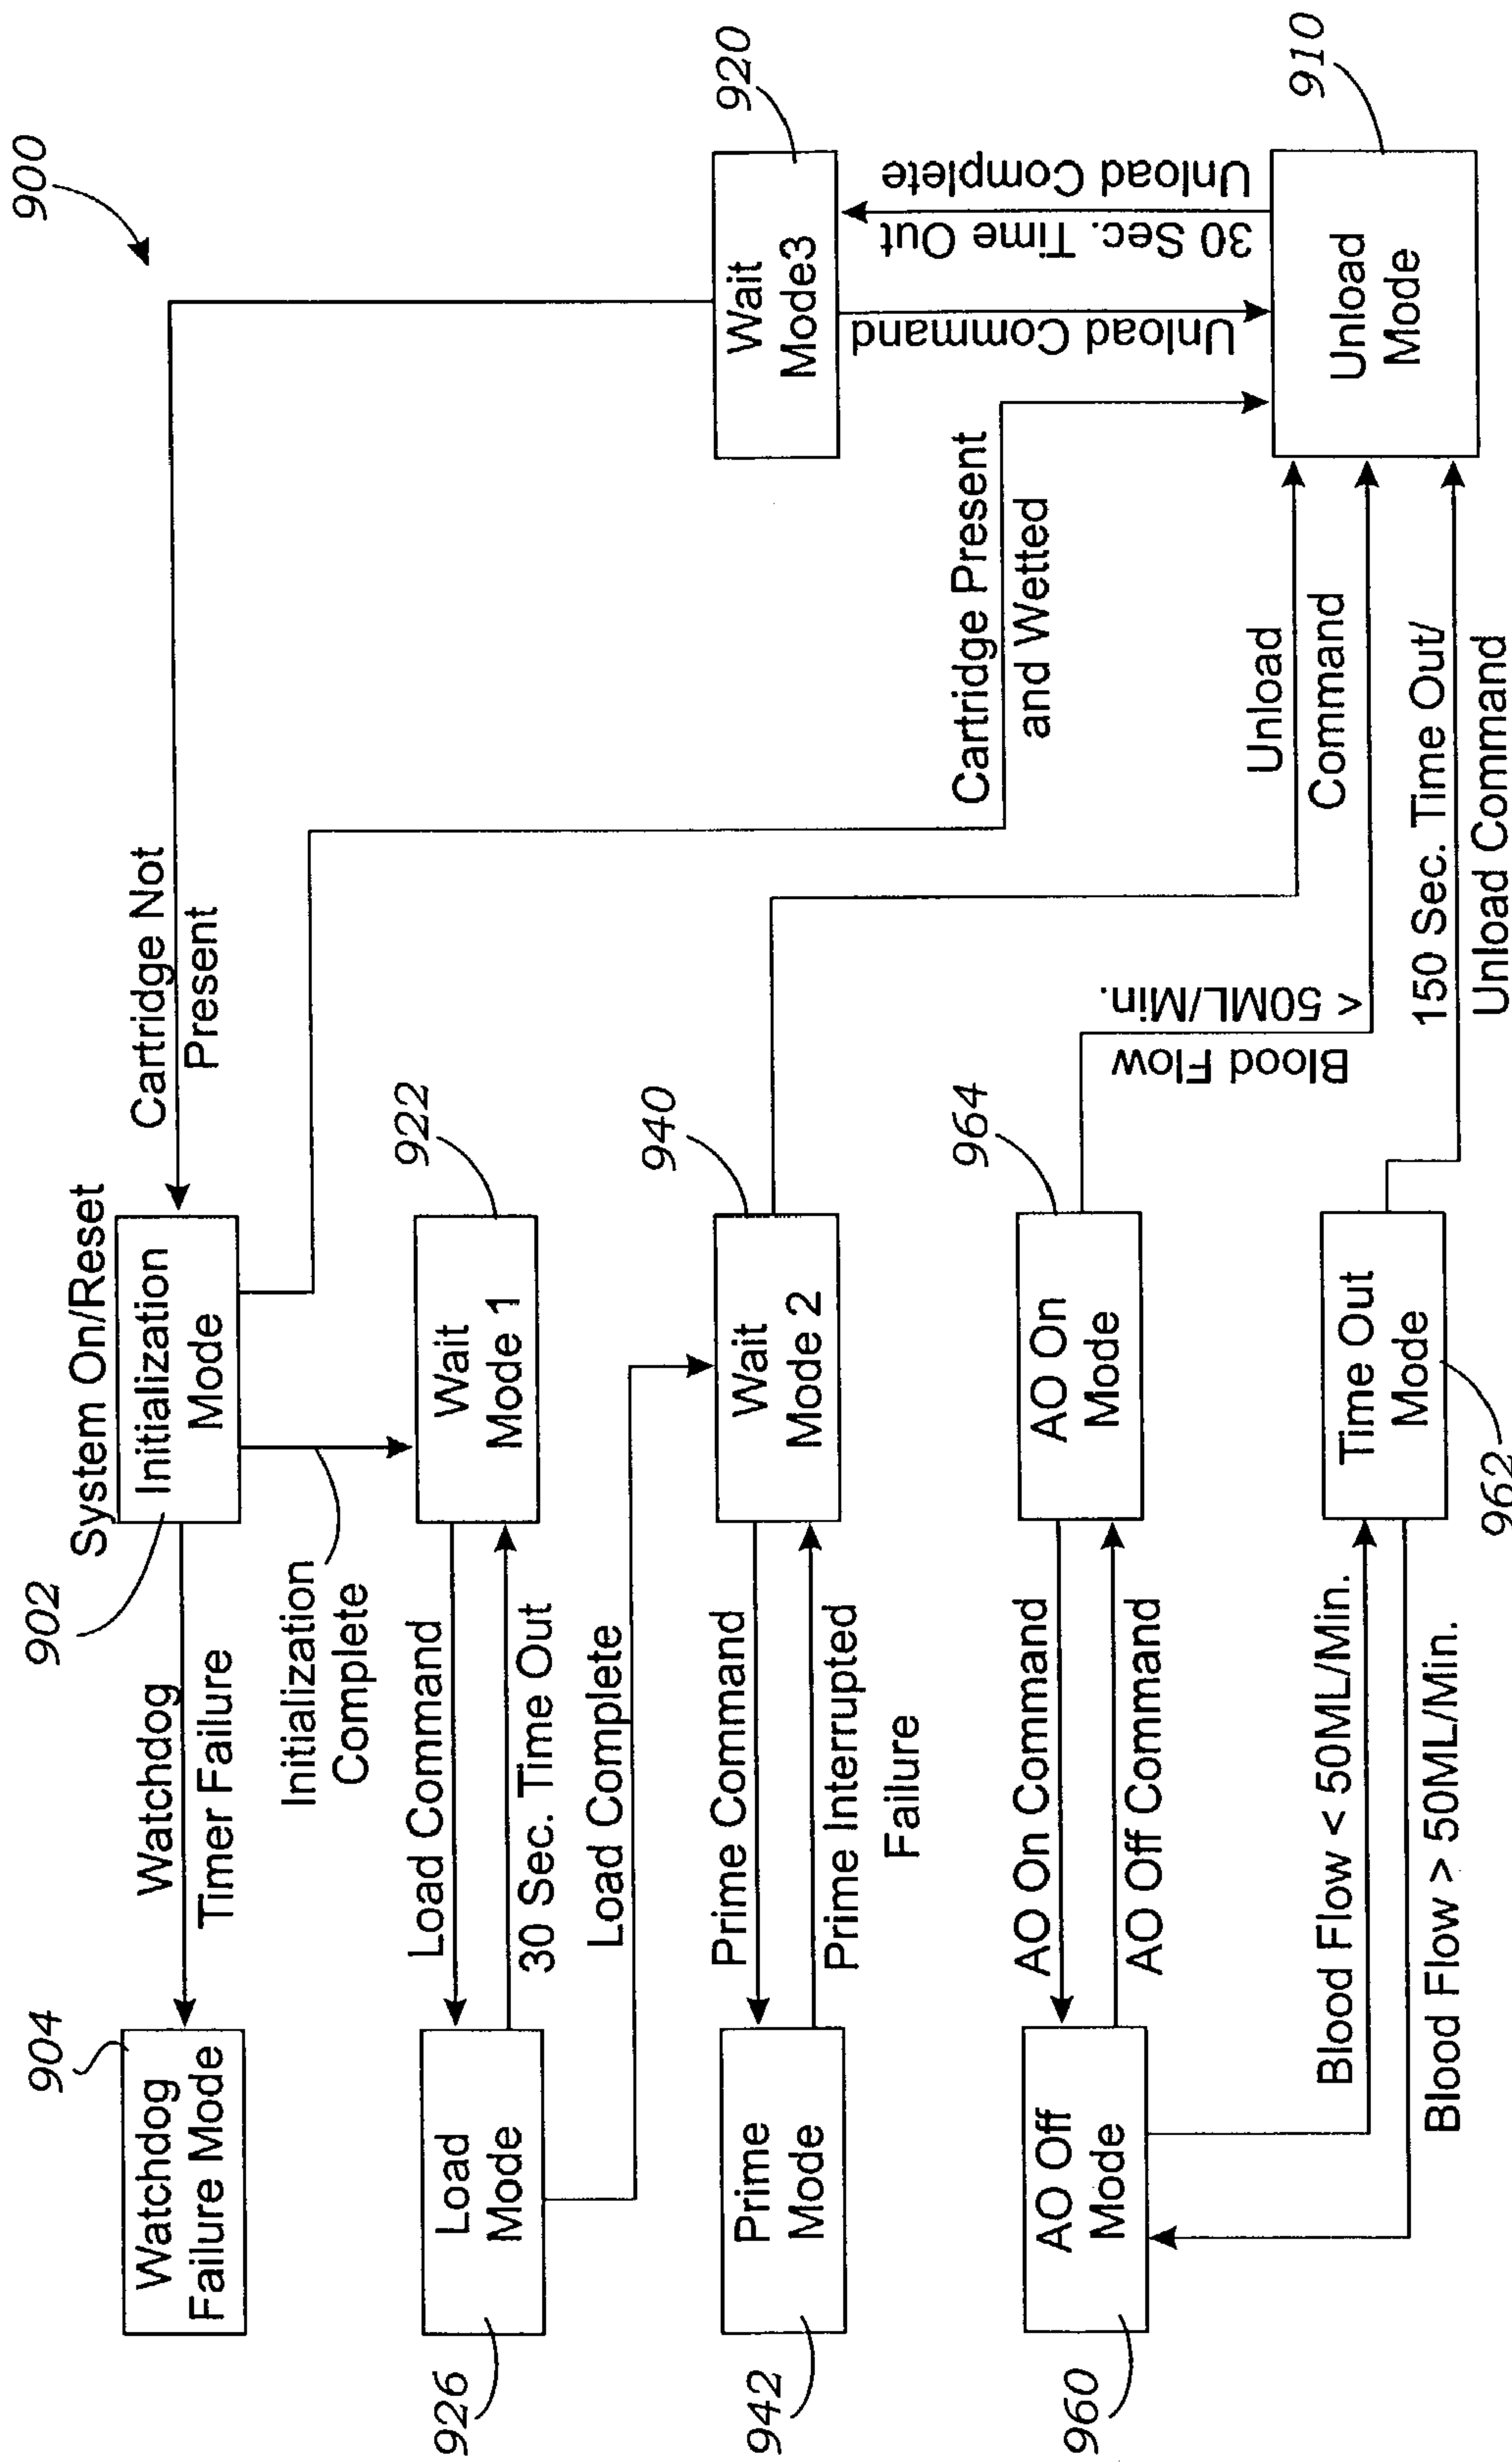 900
904
Watchdog
Failure Mode
Watchdog
Timer Failure
902
System On/Reset
Initialization
Mode
Cartridge Not
Present
Initialization
Complete
926
Load
Mode
Load Command
30 Sec. Time Out
922
Wait
Mode 1
Load Complete
942
Prime
Mode
Prime Command
Prime Interrupted
Failure
940
Wait
Mode 2
920
Wait
Mode3
Unload Command
30 Sec. Time Out
Unload Complete
Cartridge Present
and Wetted
960
AO Off
Mode
AO On Command
AO Off Command
964
AO On
Mode
Blood Flow
< 50ML/Min.
Unload
Command
910
Unload
Mode
Blood Flow < 50ML/Min.
Blood Flow > 50ML/Min.
962
Time Out
Mode
150 Sec. Time Out/
Unload Command